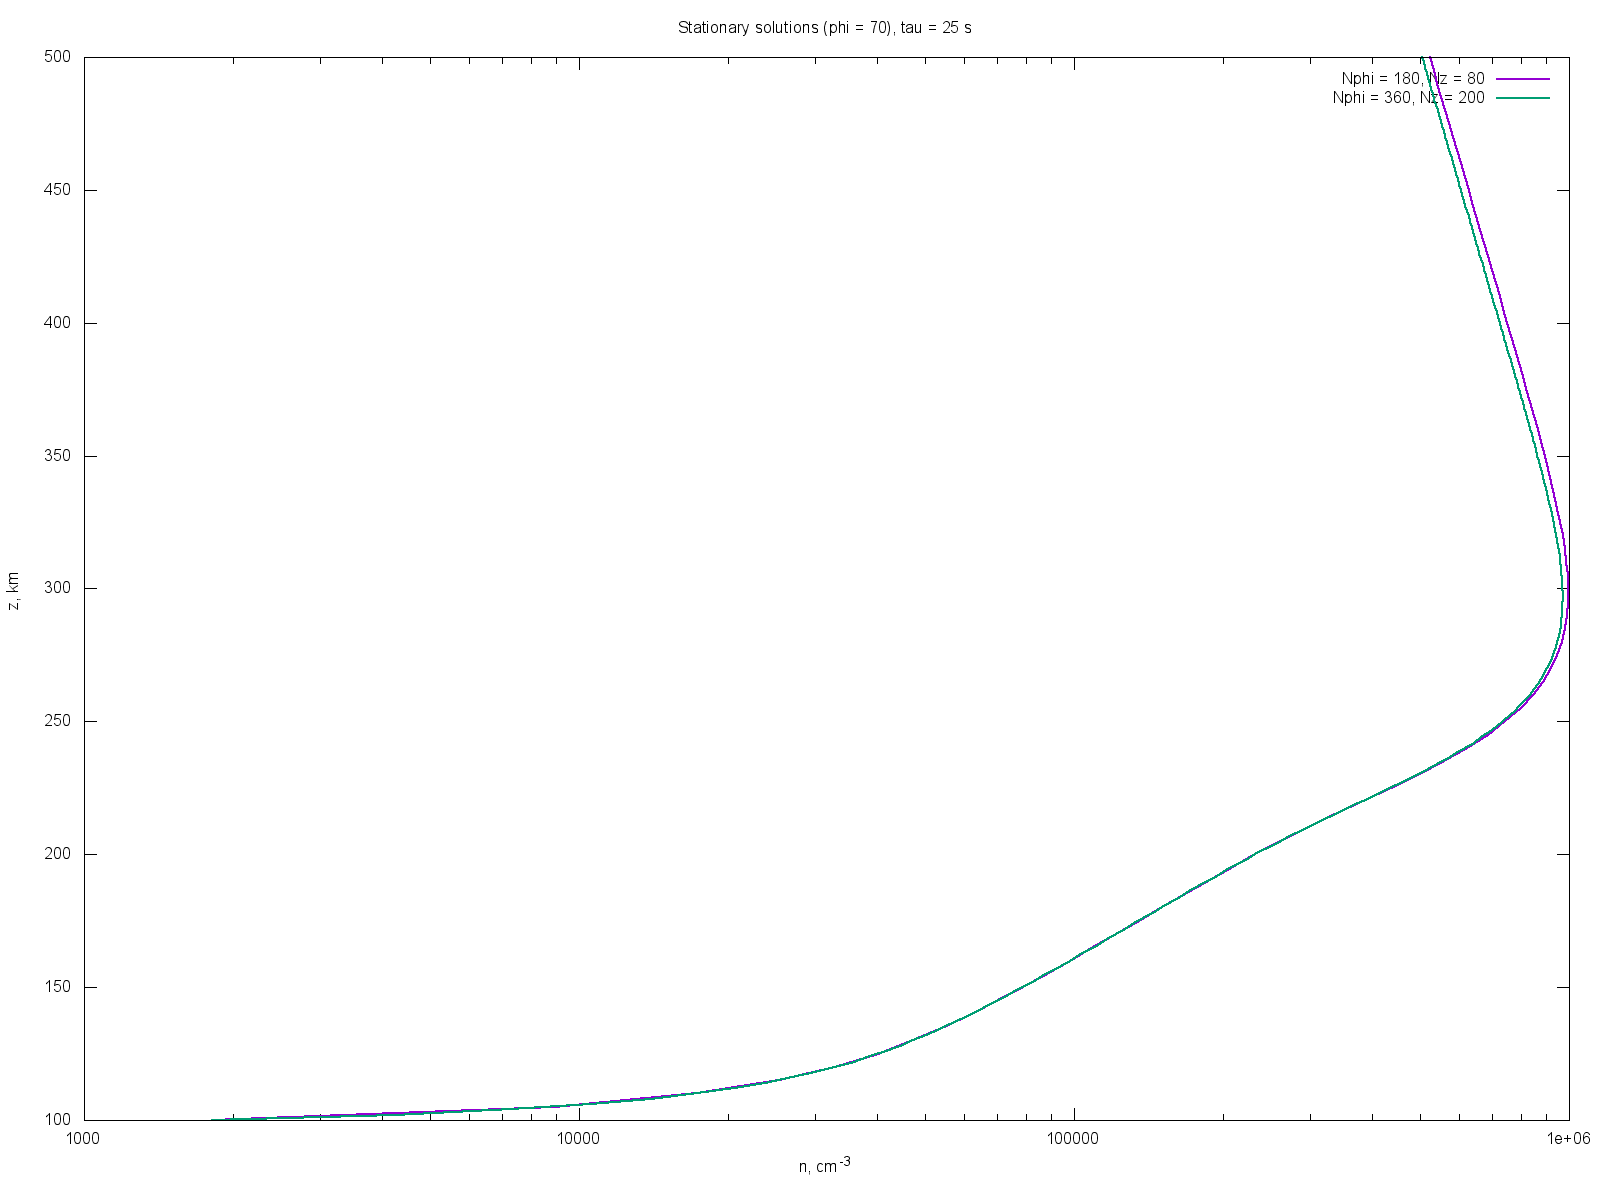 Stationary solutions (phi = 70), tau = 25 s
500
Nphi = 180, Nz = 80
Nphi = 360, Nz = 200
450
400
350
300
z, km
250
200
150
100
1000 10000 100000 1e+06
n, cm-3